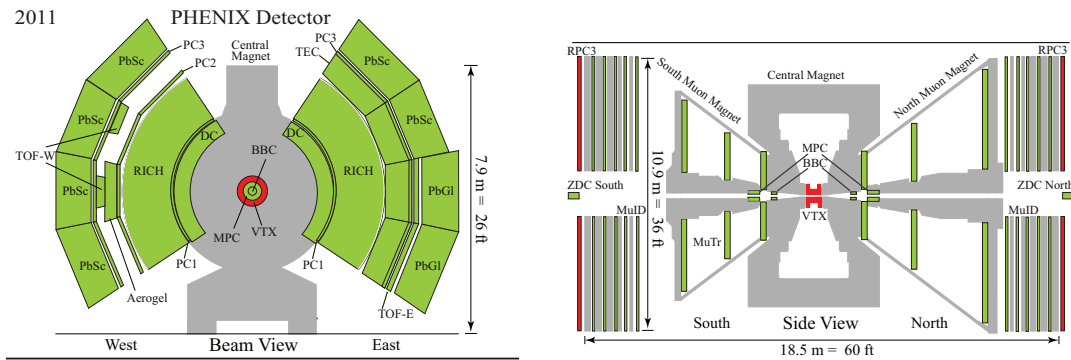 2011
PHENIX Detector
PbSc
PC3
PC2
Central
Magnet
PC3
TEC
PbSc
PbSc
PbSc
TOF-W
DC
DC
BBC
RICH
RICH
PbSc
PbGl
MPC
VTX
PbSc
PC1
PC1
PbGl
Aerogel
TOF-E
7.9 m = 26 ft
West
Beam View
East
RPC3
RPC3
South Muon Magnet
Central Magnet
North Muon Magnet
MPC
BBC
ZDC South
ZDC North
VTX
MuID
MuID
MuTr
10.9 m = 36 ft
South
Side View
North
18.5 m = 60 ft